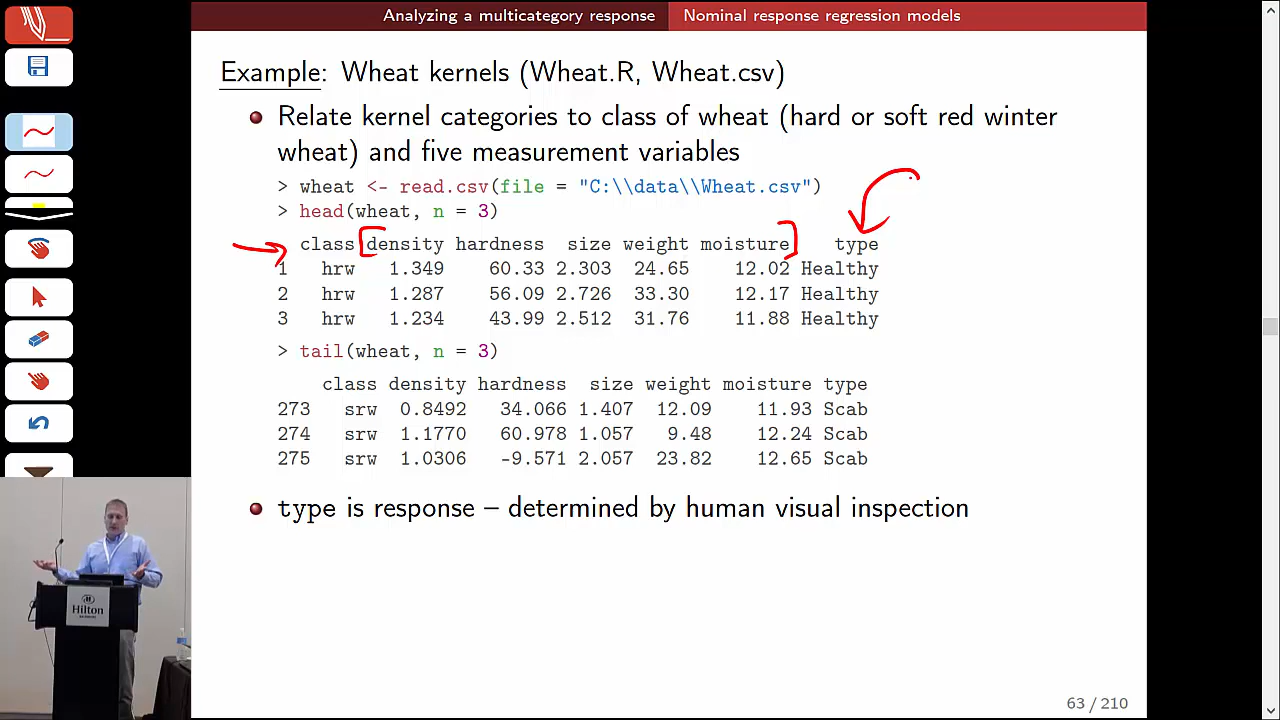 Analyzing a multicategory response Nominal response regression models
Example: Wheat kernels (Wheat.R, Wheat.csv)
Relate kernel categories to class of wheat (hard or soft red winter
wheat) and five measurement variables
> wheat <- read.csv(file = "C:\\data\\Wheat.csv")
> head(wheat, n = 3)
class density hardness size weight moisture type
1 hrw 1.349 60.33 2.303 24.65 12.02 Healthy
2 hrw 1.287 56.09 2.726 33.30 12.17 Healthy
3 hrw 1.234 43.99 2.512 31.76 11.88 Healthy
> tail(wheat, n = 3)
class density hardness size weight moisture type
273 srw 0.8492 34.066 1.407 12.09 11.93 Scab
274 srw 1.1770 60.978 1.057 9.48 12.24 Scab
275 srw 1.0306 -9.571 2.057 23.82 12.65 Scab
type is response – determined by human visual inspection
Hilton
63 / 210